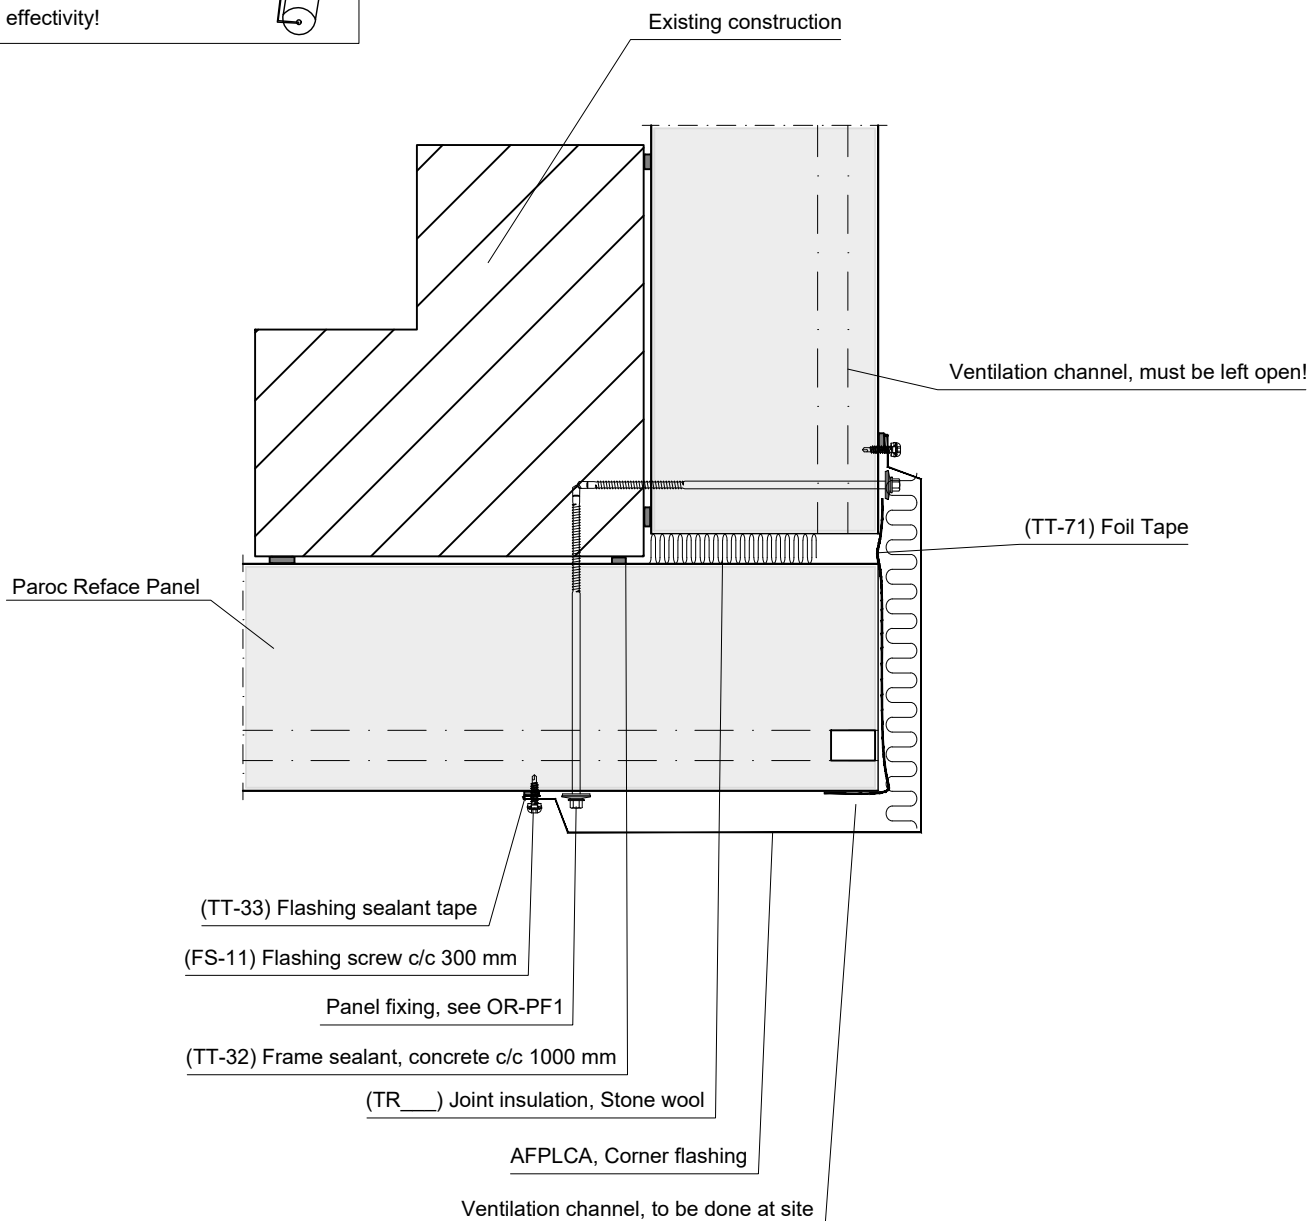 effectivity!
Existing construction
Ventilation channel, must be left open!
(TT-71) Foil Tape
Paroc Reface Panel
(TT-33) Flashing sealant tape
(FS-11) Flashing screw c/c 300 mm
Panel fixing, see OR-PF1
(TT-32) Frame sealant, concrete c/c 1000 mm
(TR___) Joint insulation, Stone wool
AFPLCA, Corner flashing
Ventilation channel, to be done at site